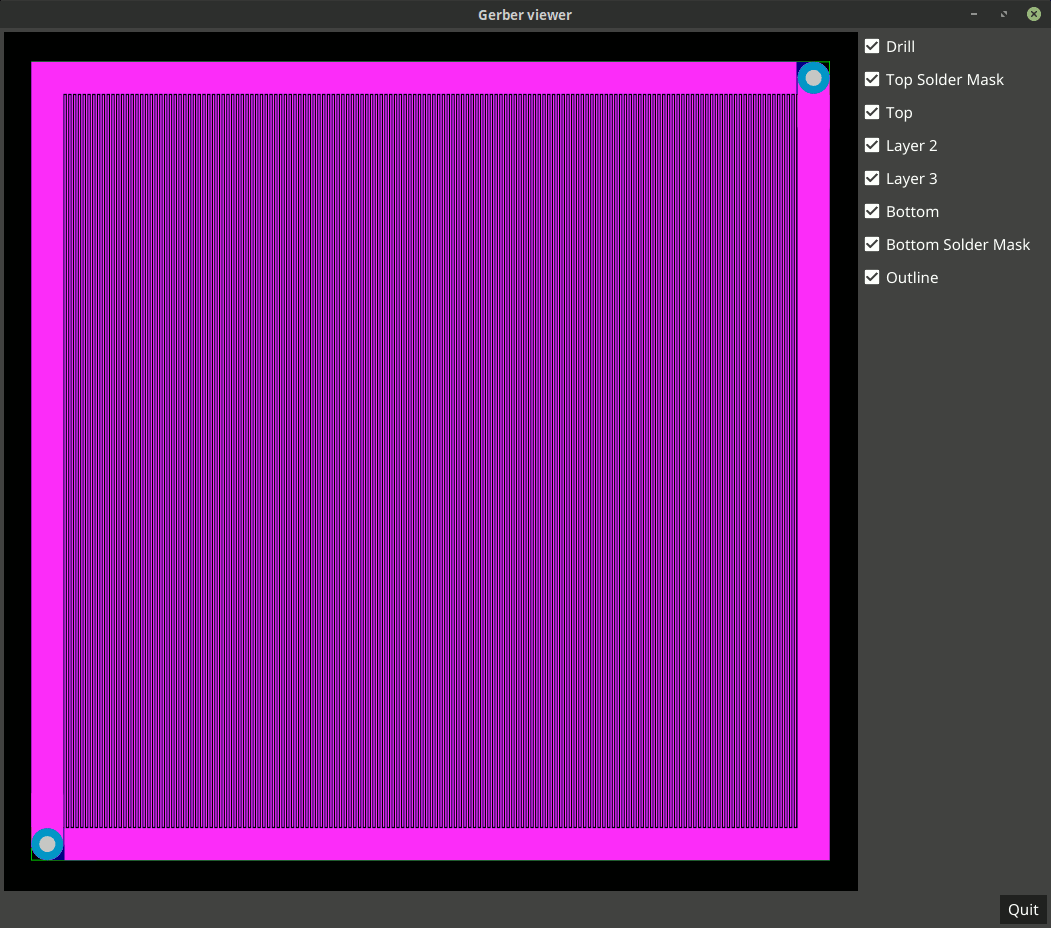 Gerber viewer
Drill
Top Solder Mask
Top
Layer 2
Layer 3
Bottom
Bottom Solder Mask
Outline
Quit